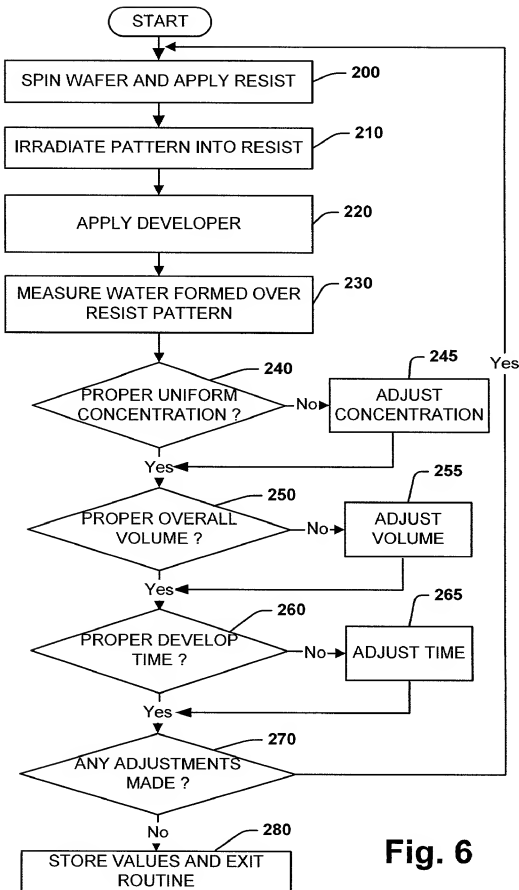 START
SPIN WAFER AND APPLY RESIST
200
IRRADIATE PATTERN INTO RESIST
210
APPLY DEVELOPER
220
MEASURE WATER FORMED OVER
RESIST PATTERN
230
PROPER UNIFORM
CONCENTRATION ?
240
No
ADJUST
CONCENTRATION
245
Yes
Yes
PROPER OVERALL
VOLUME ?
250
No
ADJUST
VOLUME
255
Yes
PROPER DEVELOP
TIME ?
260
No
ADJUST TIME
265
Yes
ANY ADJUSTMENTS
MADE ?
270
No
STORE VALUES AND EXIT
ROUTINE
280
Fig. 6